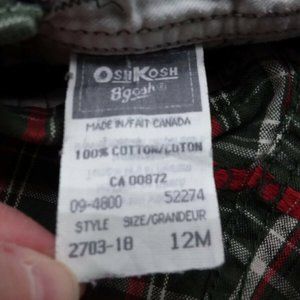 OSHKOSH
B'gosh®
MADE IN/FAIT CANADA
100% COTTON/COTON
CA 00872
09-4800 52274
STYLE SIZE/GRANDEUR
2703-18 12M